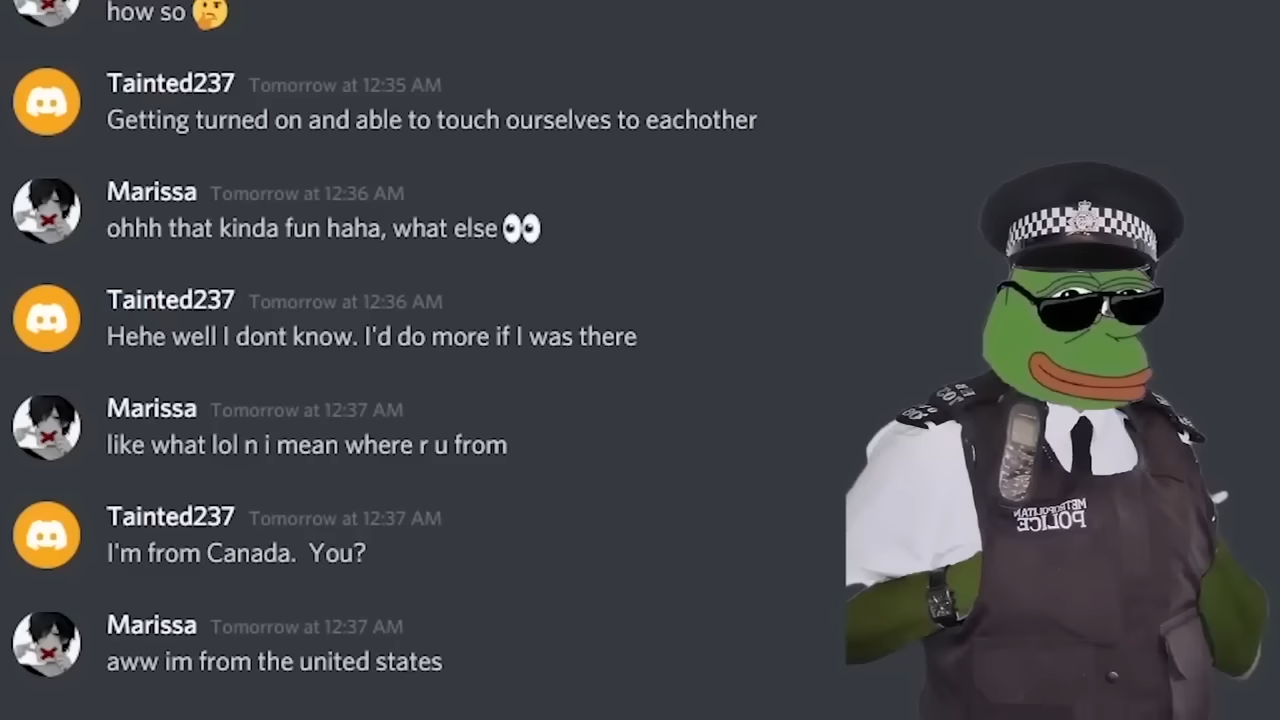 how so 🤔
Tainted237 Tomorrow at 12:35 AM
Getting turned on and able to touch ourselves to eachother
Marissa Tomorrow at 12:36 AM
ohhh that kinda fun haha, what else 👀
Tainted237 Tomorrow at 12:36 AM
Hehe well I dont know. I'd do more if I was there
Marissa Tomorrow at 12:37 AM
like what lol n i mean where r u from
Tainted237 Tomorrow at 12:37 AM
I'm from Canada.  You?
Marissa Tomorrow at 12:37 AM
aww im from the united states
METROPOLITAN
POLICE